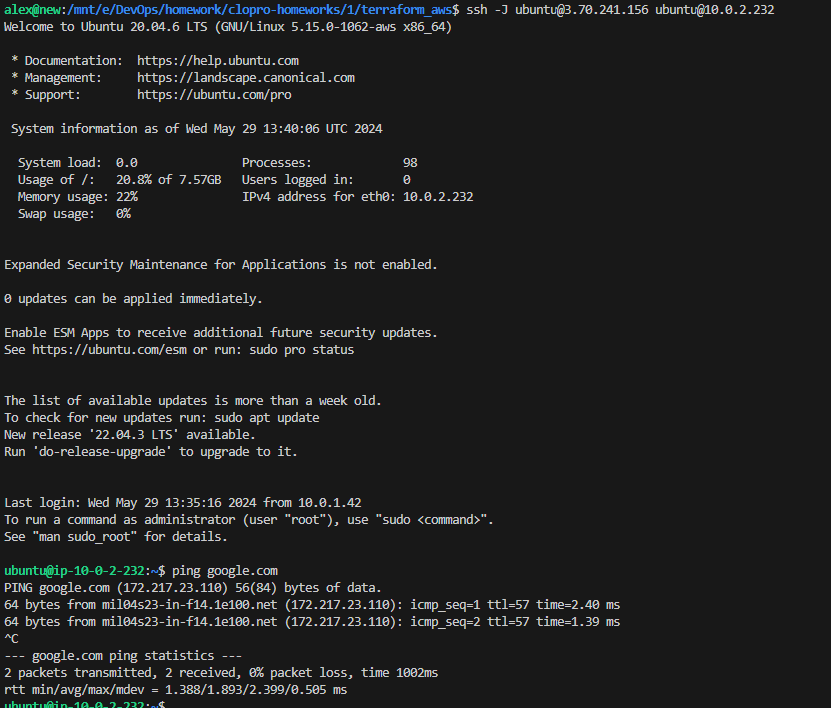 alex@new:/mnt/e/DevOps/homework/clopro-homeworks/1/terraform_aws$ ssh -J ubuntu@3.70.241.156 ubuntu@10.0.2.232
Welcome to Ubuntu 20.04.6 LTS (GNU/Linux 5.15.0-1062-aws x86_64)
* Documentation:  https://help.ubuntu.com
* Management:     https://landscape.canonical.com
* Support:        https://ubuntu.com/pro
System information as of Wed May 29 13:40:06 UTC 2024
System load:  0.0               Processes:             98
Usage of /:   20.8% of 7.57GB   Users logged in:       0
Memory usage: 22%               IPv4 address for eth0: 10.0.2.232
Swap usage:   0%
Expanded Security Maintenance for Applications is not enabled.
0 updates can be applied immediately.
Enable ESM Apps to receive additional future security updates.
See https://ubuntu.com/esm or run: sudo pro status
The list of available updates is more than a week old.
To check for new updates run: sudo apt update
New release '22.04.3 LTS' available.
Run 'do-release-upgrade' to upgrade to it.
Last login: Wed May 29 13:35:16 2024 from 10.0.1.42
To run a command as administrator (user "root"), use "sudo <command>".
See "man sudo_root" for details.
ubuntu@ip-10-0-2-232:~$ ping google.com
PING google.com (172.217.23.110) 56(84) bytes of data.
64 bytes from mil04s23-in-f14.1e100.net (172.217.23.110): icmp_seq=1 ttl=57 time=2.40 ms
64 bytes from mil04s23-in-f14.1e100.net (172.217.23.110): icmp_seq=2 ttl=57 time=1.39 ms
^C
--- google.com ping statistics ---
2 packets transmitted, 2 received, 0% packet loss, time 1002ms
rtt min/avg/max/mdev = 1.388/1.893/2.399/0.505 ms
ubuntu@ip-10-0-2-232:~$